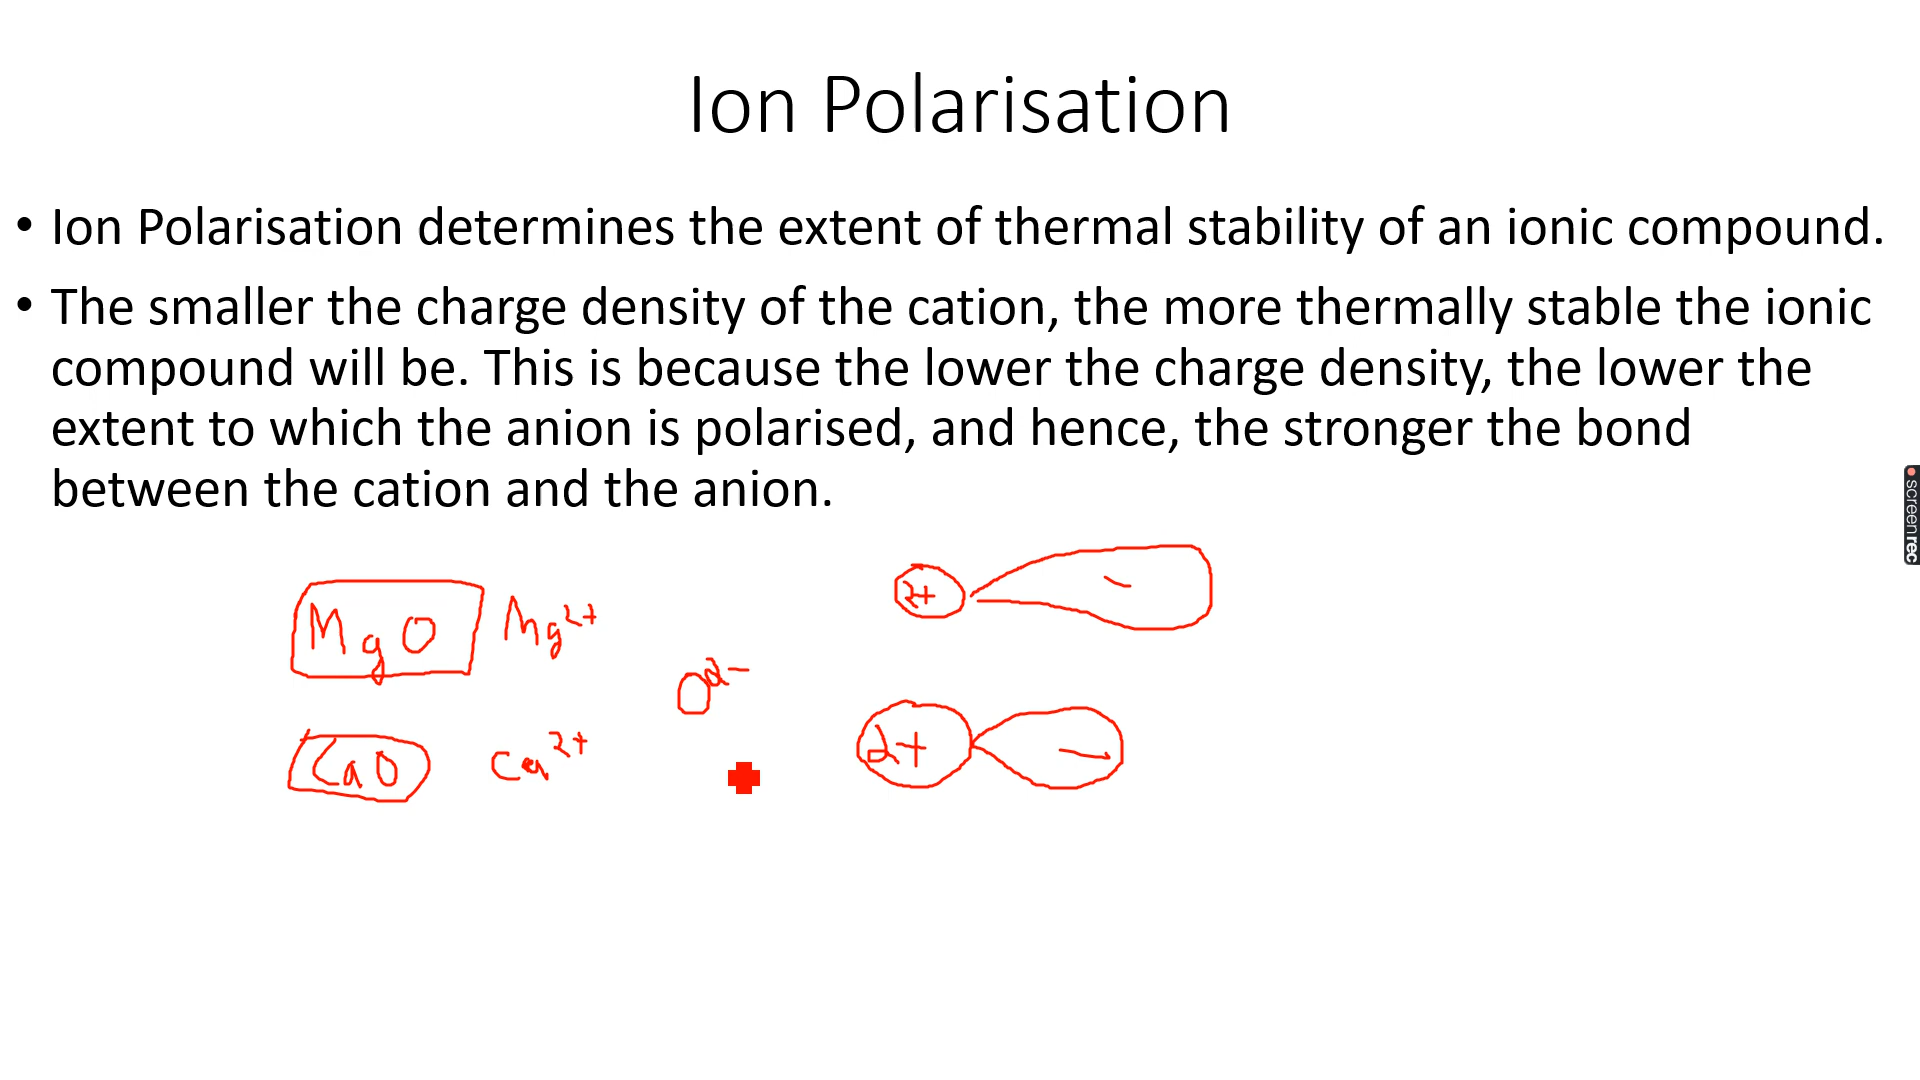 Ion Polarisation
• Ion Polarisation determines the extent of thermal stability of an ionic compound.
• The smaller the charge density of the cation, the more thermally stable the ionic
compound will be. This is because the lower the charge density, the lower the
extent to which the anion is polarised, and hence, the stronger the bond
between the cation and the anion.
MgO Mg²⁺
2+ −
O²⁻
CaO Ca²⁺
2+ −
screenrec